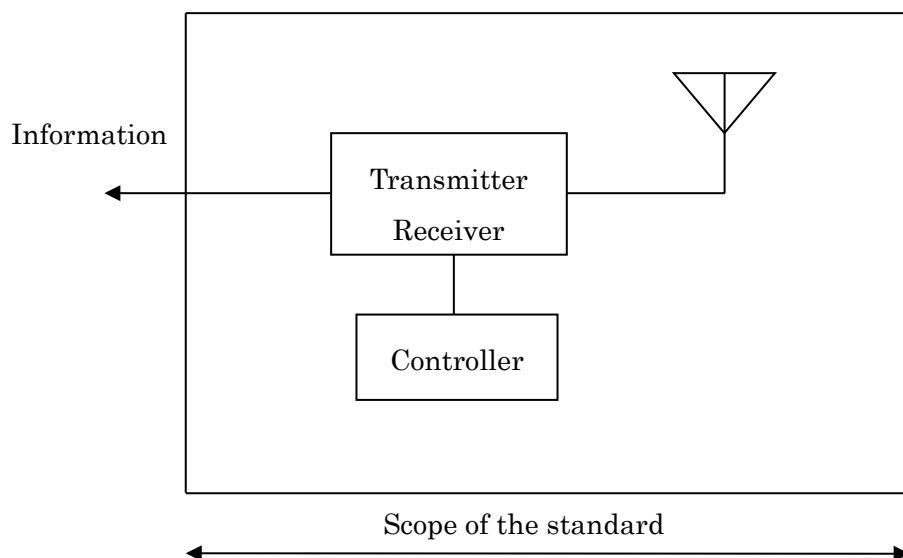 Information
Transmitter
Receiver
Controller
Scope of the standard